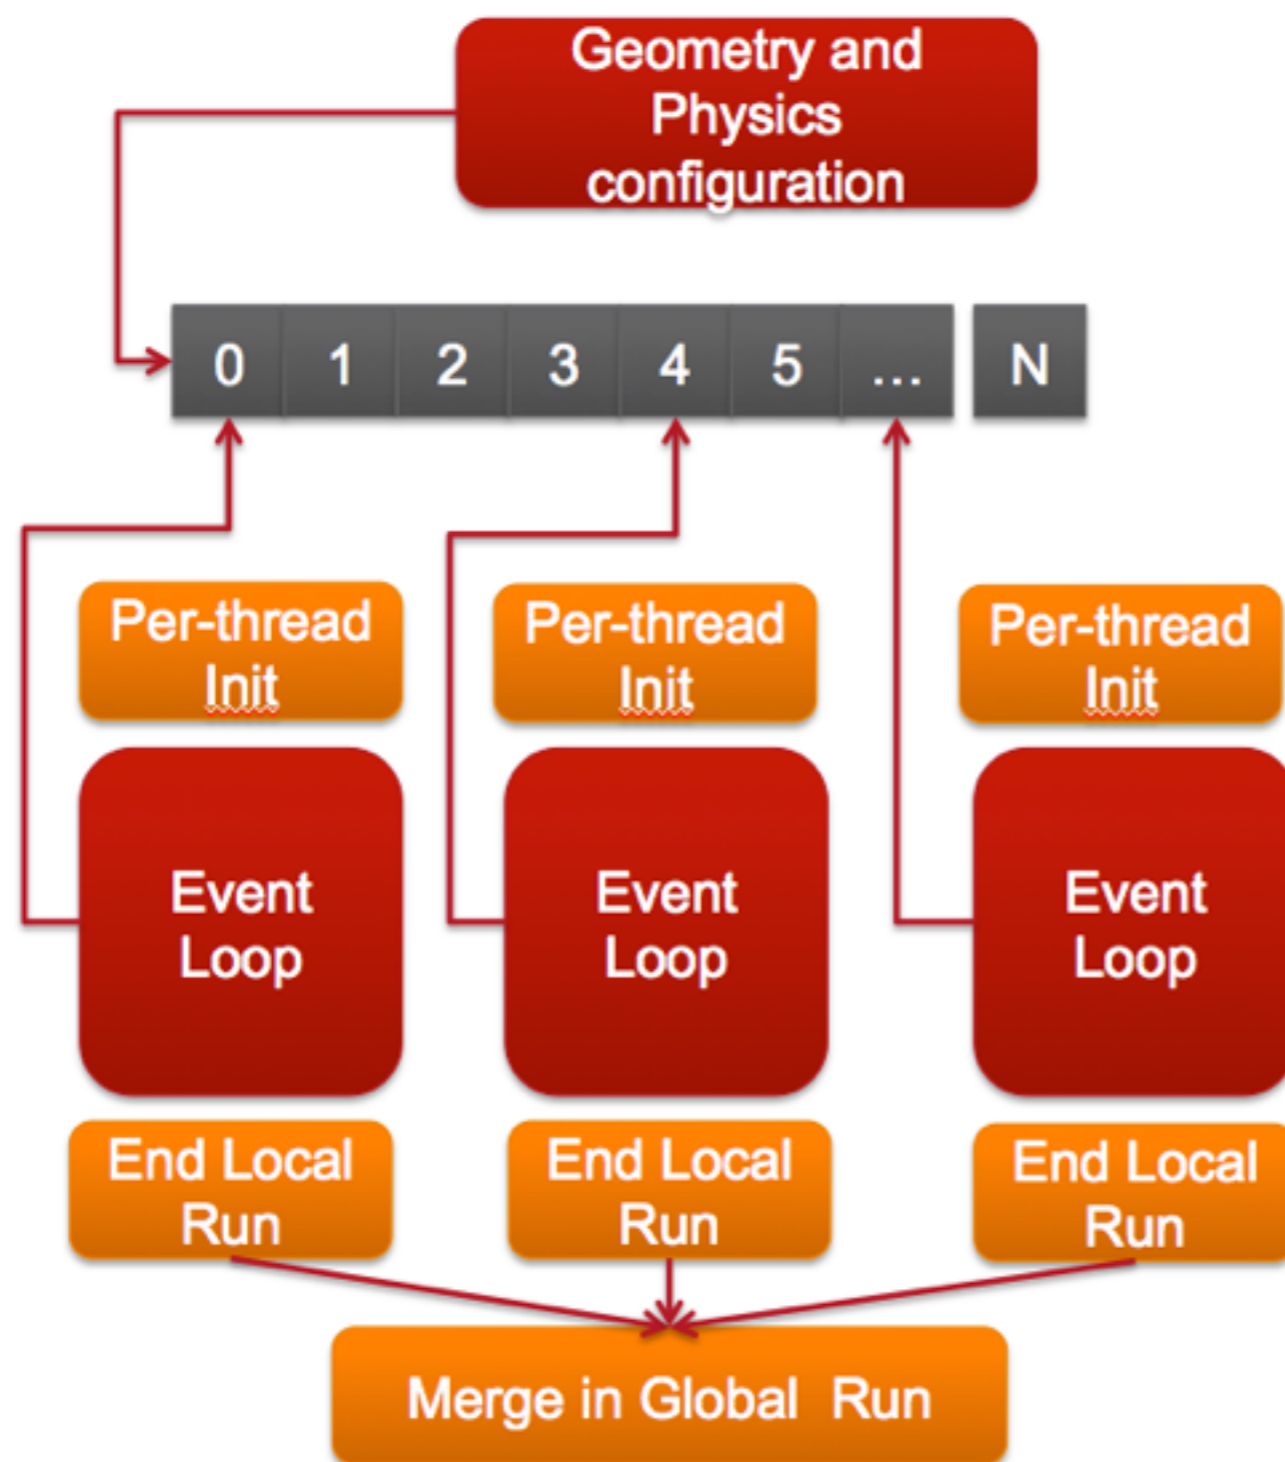 Geometry and
Physics
configuration
0 1 2 3 4 5 ... N
Per-thread
Init
Per-thread
Init
Per-thread
Init
Event
Loop
Event
Loop
Event
Loop
End Local
Run
End Local
Run
End Local
Run
Merge in Global Run